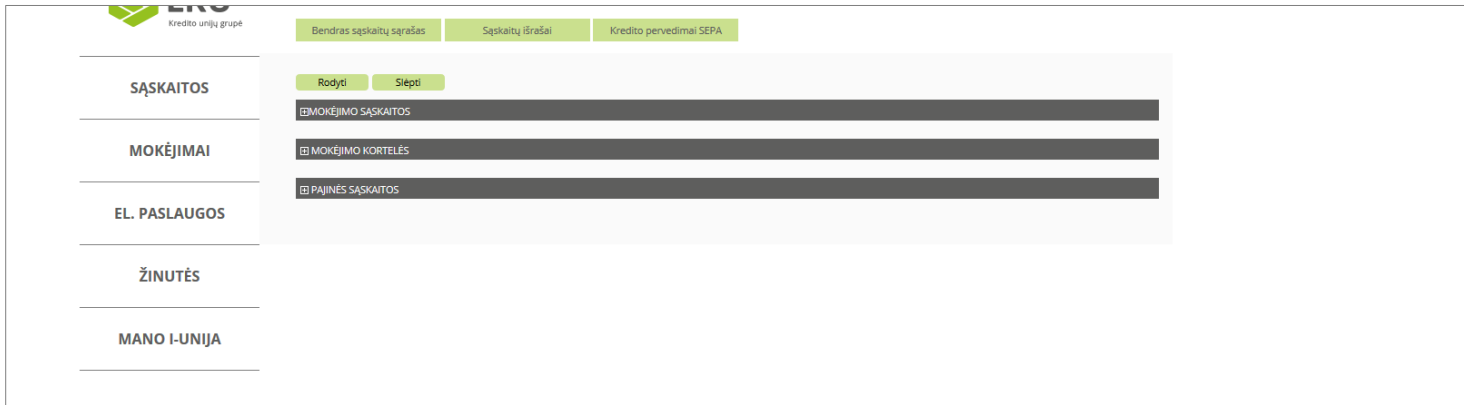 Kredito unijų grupė
Bendras sąskaitų sąrašas Sąskaitų išrašai Kredito pervedimai SEPA
SĄSKAITOS
MOKĖJIMAI
EL. PASLAUGOS
ŽINUTĖS
MANO I-UNIJA
Rodyti Slėpti
MOKĖJIMO SĄSKAITOS
MOKĖJIMO KORTELĖS
PAJINĖS SĄSKAITOS